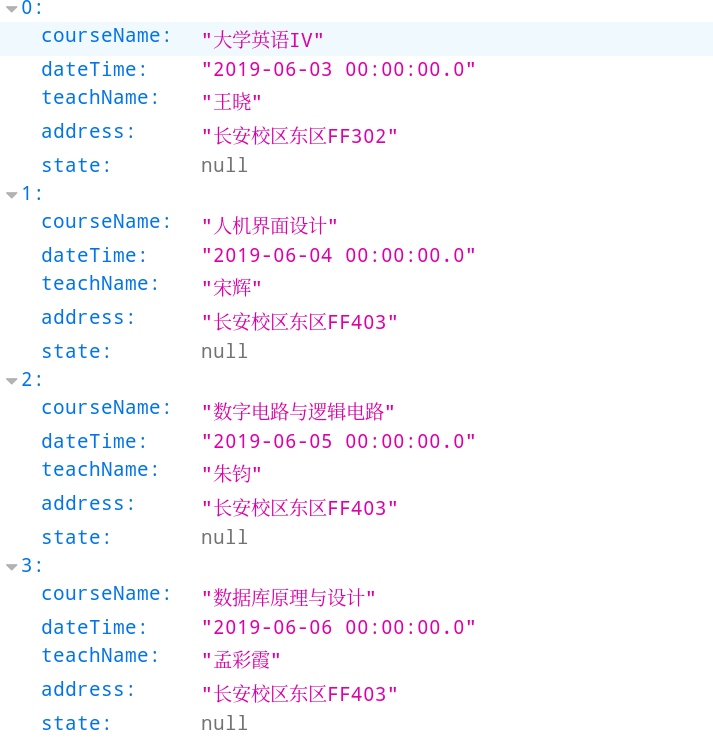 0:
courseName: "大学英语IV"
dateTime: "2019-06-03 00:00:00.0"
teachName: "王晓"
address: "长安校区东区FF302"
state: null
1:
courseName: "人机界面设计"
dateTime: "2019-06-04 00:00:00.0"
teachName: "宋辉"
address: "长安校区东区FF403"
state: null
2:
courseName: "数字电路与逻辑电路"
dateTime: "2019-06-05 00:00:00.0"
teachName: "朱钧"
address: "长安校区东区FF403"
state: null
3:
courseName: "数据库原理与设计"
dateTime: "2019-06-06 00:00:00.0"
teachName: "孟彩霞"
address: "长安校区东区FF403"
state: null